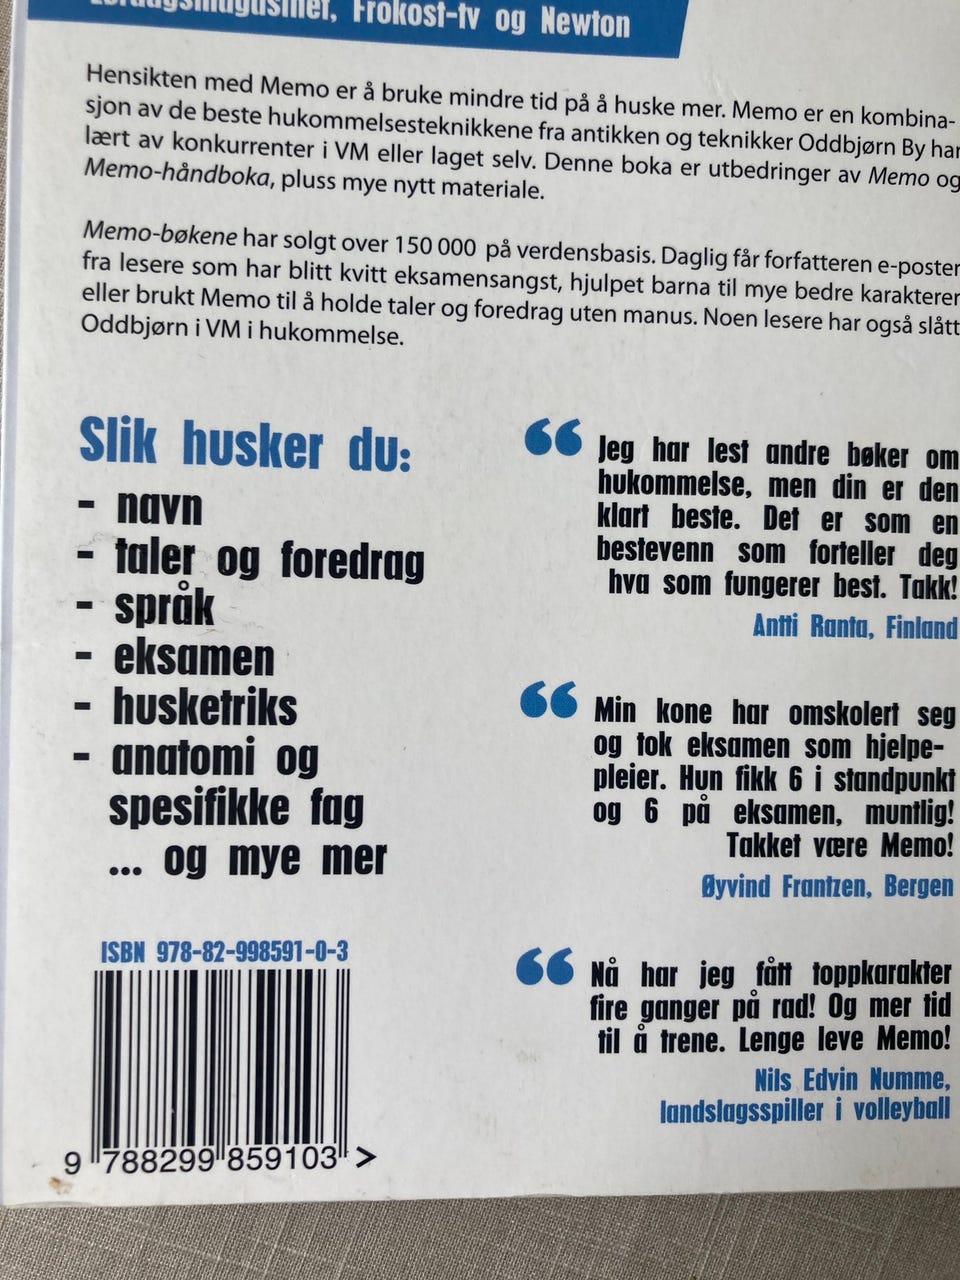 Frokost-tv og Newton
Hensikten med Memo er å bruke mindre tid på å huske mer. Memo er en kombina-
sjon av de beste hukommelsesteknikkene fra antikken og teknikker Oddbjørn By har
lært av konkurrenter i VM eller laget selv. Denne boka er utbedringer av Memo og
Memo-håndboka, pluss mye nytt materiale.
Memo-bøkene har solgt over 150 000 på verdensbasis. Daglig får forfatteren e-poster
fra lesere som har blitt kvitt eksamensangst, hjulpet barna til mye bedre karakterer
eller brukt Memo til å holde taler og foredrag uten manus. Noen lesere har også slått
Oddbjørn i VM i hukommelse.
Slik husker du:
- navn
- taler og foredrag
- språk
- eksamen
- husketriks
- anatomi og
spesifikke fag
... og mye mer
“ Jeg har lest andre bøker om
hukommelse, men din er den
klart beste. Det er som en
bestevenn som forteller deg
hva som fungerer best. Takk!
Antti Ranta, Finland
“ Min kone har omskolert seg
og tok eksamen som hjelpe-
pleier. Hun fikk 6 i standpunkt
og 6 på eksamen, muntlig!
Takket være Memo!
Øyvind Frantzen, Bergen
“ Nå har jeg fått toppkarakter
fire ganger på rad! Og mer tid
til å trene. Lenge leve Memo!
Nils Edvin Numme,
landslagsspiller i volleyball
ISBN 978-82-998591-0-3
9 788299 859103 >